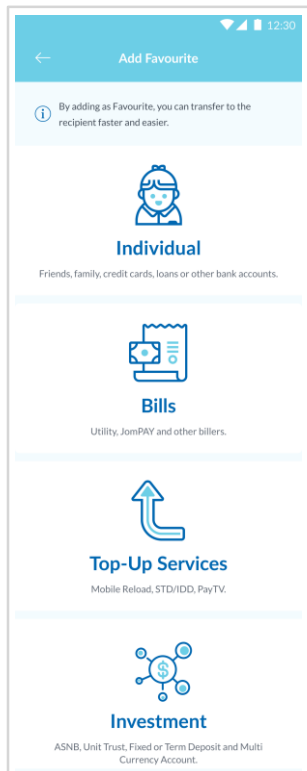 12:30
Add Favourite
By adding as Favourite, you can transfer to the
recipient faster and easier.
Individual
Friends, family, credit cards, loans or other bank accounts.
Bills
Utility, JomPAY and other billers.
Top-Up Services
Mobile Reload, STD/IDD, PayTV.
Investment
ASNB, Unit Trust, Fixed or Term Deposit and Multi
Currency Account.